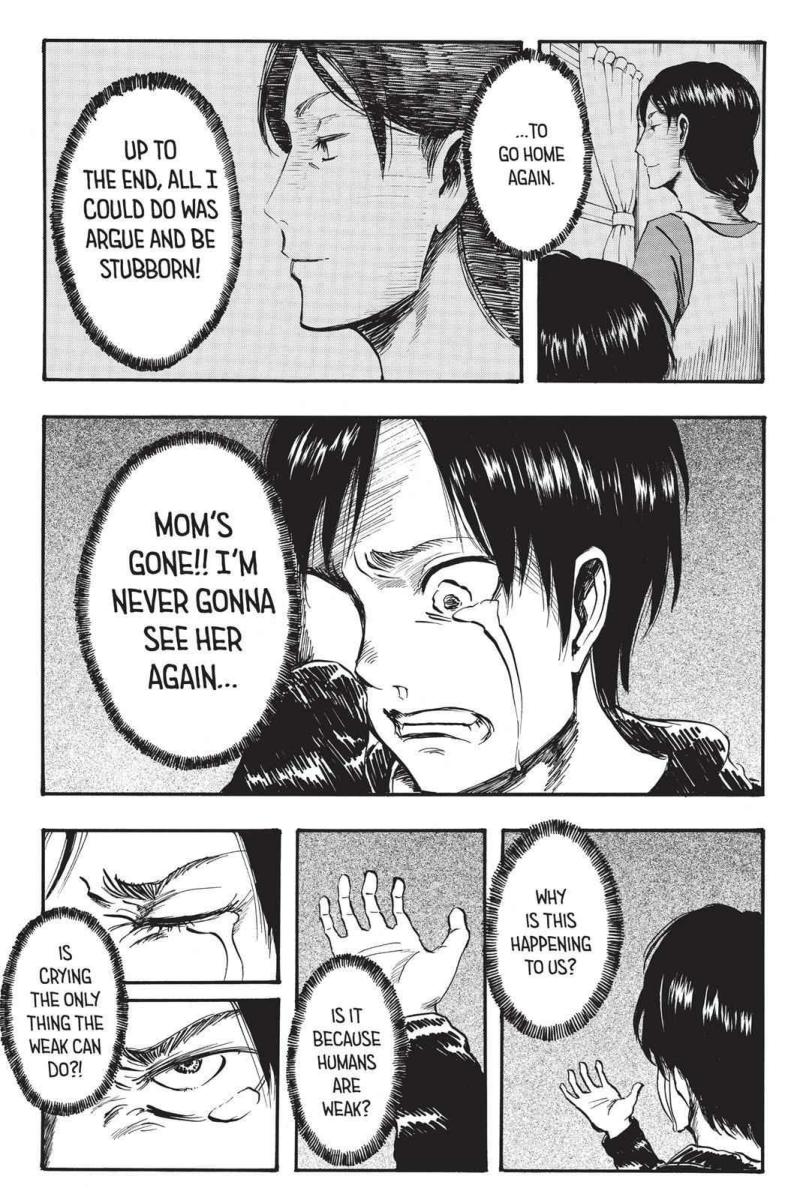 ...TO
GO HOME
AGAIN.
UP TO
THE END, ALL I
COULD DO WAS
ARGUE AND BE
STUBBORN!
MOM'S
GONE!! I'M
NEVER GONNA
SEE HER
AGAIN...
WHY
IS THIS
HAPPENING
TO US?
IS IT
BECAUSE
HUMANS
ARE
WEAK?
IS
CRYING
THE ONLY
THING THE
WEAK CAN
DO?!